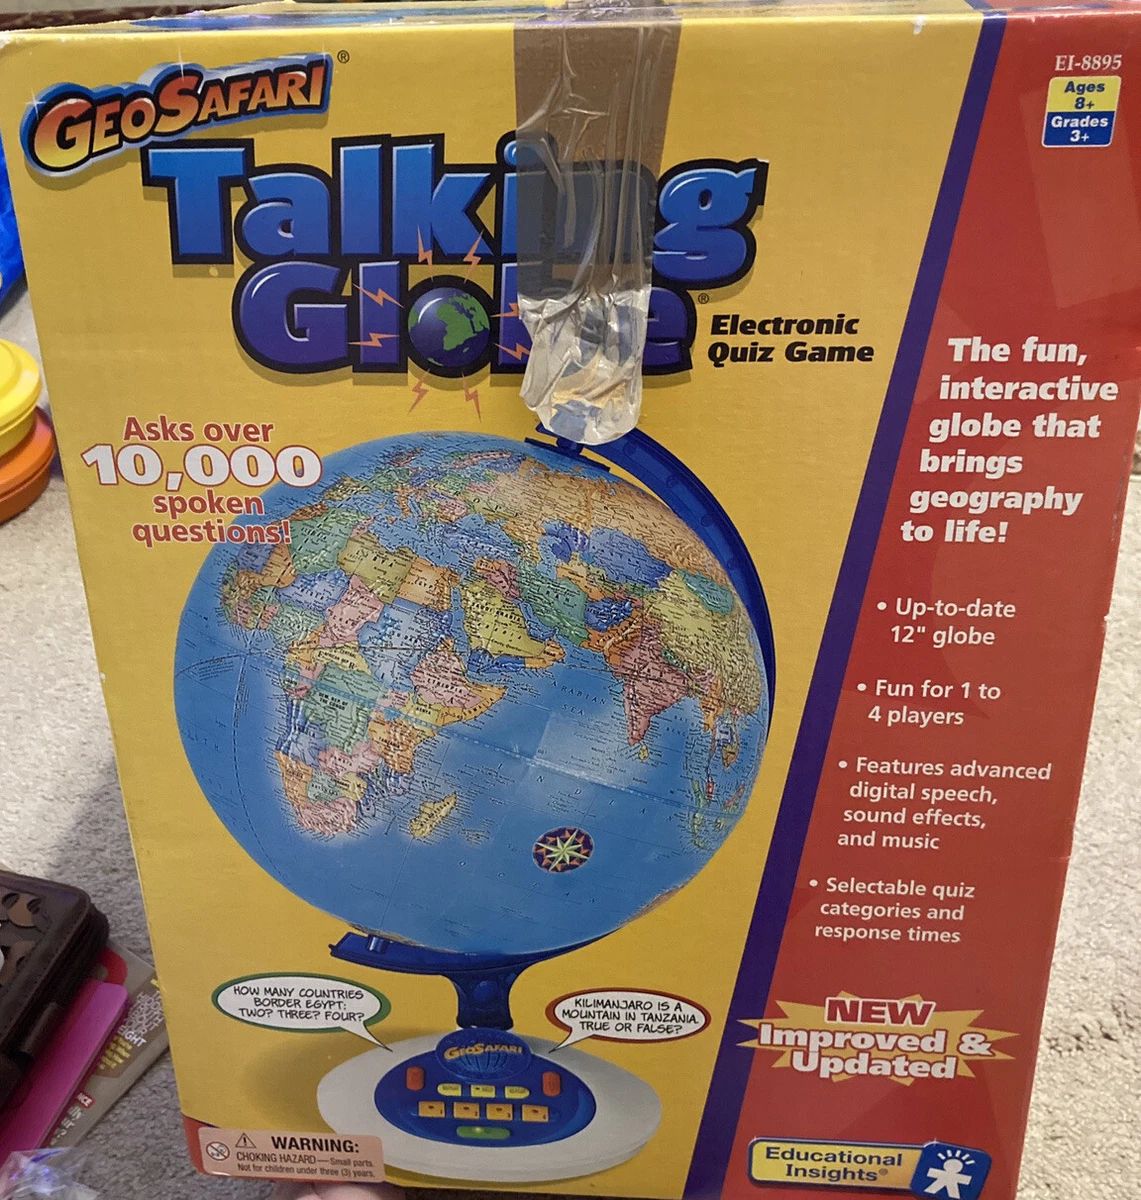 GEOSAFARI®
EI-8895
Ages
8+
Grades
3+
Talking
Globe®
Electronic
Quiz Game
Asks over
10,000
spoken
questions!
The fun,
interactive
globe that
brings
geography
to life!
• Up-to-date
12" globe
• Fun for 1 to
4 players
• Features advanced
digital speech,
sound effects,
and music
• Selectable quiz
categories and
response times
ARABIAN
SEA
HOW MANY COUNTRIES
BORDER EGYPT:
TWO? THREE? FOUR?
KILIMANJARO IS A
MOUNTAIN IN TANZANIA.
TRUE OR FALSE?
GEOSAFARI
NEW
Improved &
Updated
WARNING:
CHOKING HAZARD—Small parts.
Not for children under three (3) years.
Educational
Insights®